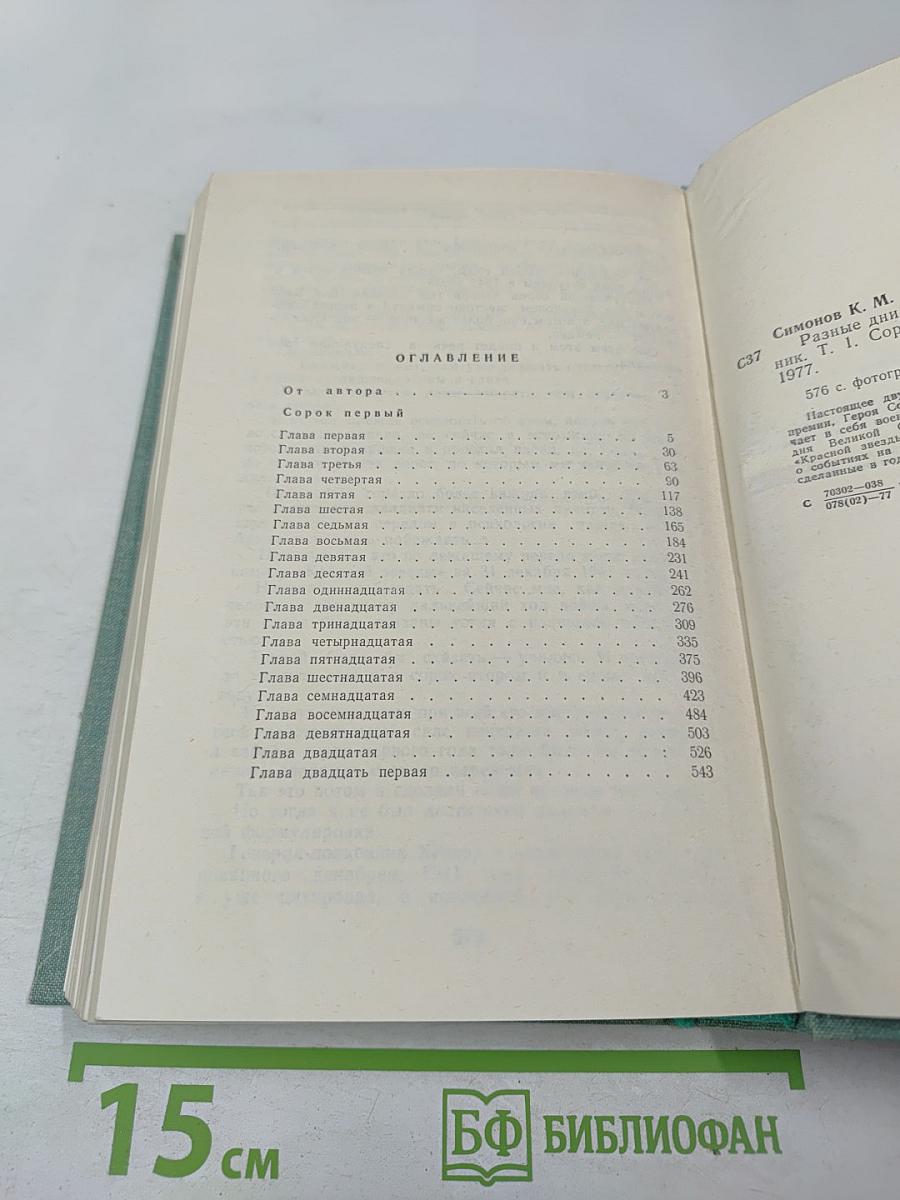 ОГЛАВЛЕНИЕ
От автора . . . . . . . . . . . . . . . 3
Сорок первый
Глава первая . . . . . . . . . . . . . . 5
Глава вторая . . . . . . . . . . . . . . 30
Глава третья . . . . . . . . . . . . . . 63
Глава четвертая . . . . . . . . . . . . . 90
Глава пятая . . . . . . . . . . . . . . 117
Глава шестая . . . . . . . . . . . . . . 138
Глава седьмая . . . . . . . . . . . . . . 165
Глава восьмая . . . . . . . . . . . . . . 184
Глава девятая . . . . . . . . . . . . . . 231
Глава десятая . . . . . . . . . . . . . . 241
Глава одиннадцатая . . . . . . . . . . . . 262
Глава двенадцатая . . . . . . . . . . . . 276
Глава тринадцатая . . . . . . . . . . . . 309
Глава четырнадцатая . . . . . . . . . . . 335
Глава пятнадцатая . . . . . . . . . . . . 375
Глава шестнадцатая . . . . . . . . . . . . 396
Глава семнадцатая . . . . . . . . . . . . 423
Глава восемнадцатая . . . . . . . . . . . 484
Глава девятнадцатая . . . . . . . . . . . 503
Глава двадцатая . . . . . . . . . . . . . 526
Глава двадцать первая . . . . . . . . . . 543
Симонов К. М.
С37 Разные дни
ник. Т. 1. Сор
1977.
576 с. фотогр
Настоящее дву
премии, Героя Со
чает в себя вое
дня Великой
«Красной звезды
о событиях на
сделанные в год
С 70302—038
078(02)—77
15 см
БФ БИБЛИОФАН